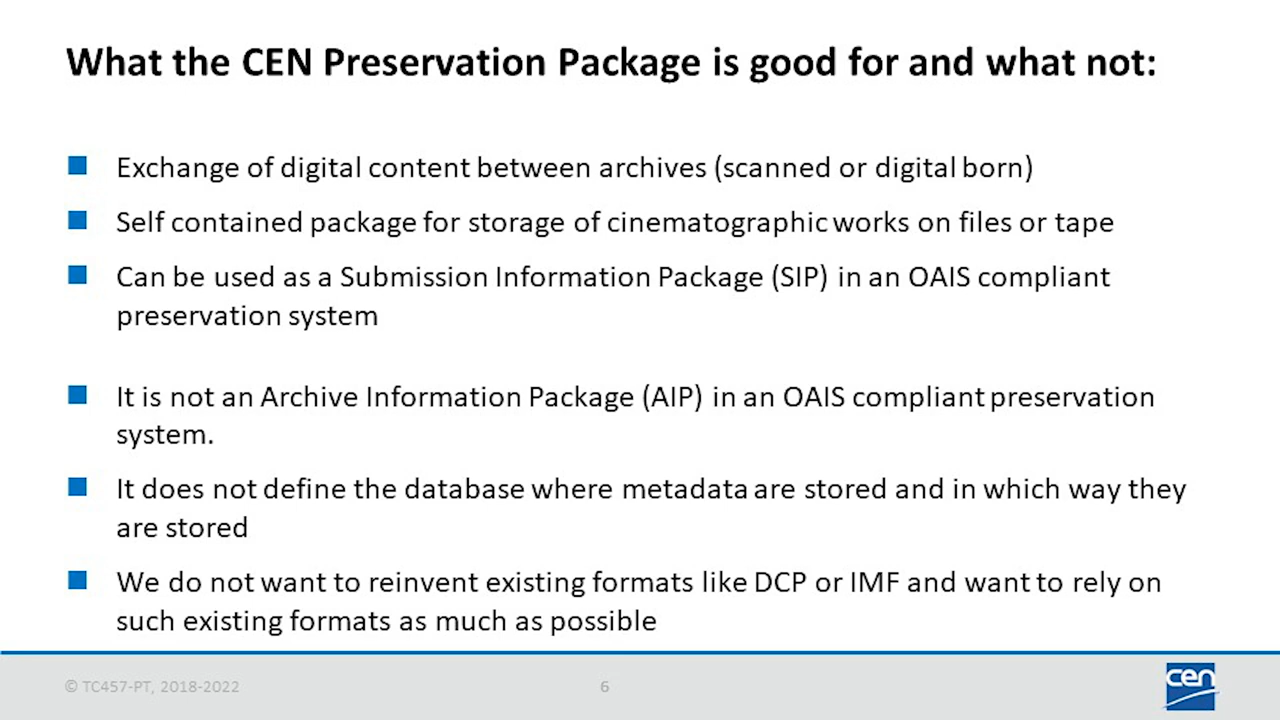 What the CEN Preservation Package is good for and what not:
Exchange of digital content between archives (scanned or digital born)
Self contained package for storage of cinematographic works on files or tape
Can be used as a Submission Information Package (SIP) in an OAIS compliant
preservation system
It is not an Archive Information Package (AIP) in an OAIS compliant preservation
system.
It does not define the database where metadata are stored and in which way they
are stored
We do not want to reinvent existing formats like DCP or IMF and want to rely on
such existing formats as much as possible
© TC457-PT, 2018-2022
6
cen